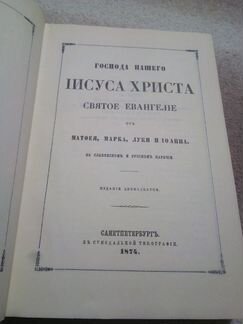 ГОСПОДА НАШЕГО
ІИСУСА ХРИСТА
СВЯТОЕ ЕВАНГЕЛІЕ
ОТЪ
МАТѲЕЯ, МАРКА, ЛУКИ И ІОАННА.
НА СЛАВЯНСКОМЪ И РУССКОМЪ НАРѢЧІИ
ИЗДАНІЕ
САНКТПЕТЕРБУРГЪ.
ВЪ СИНОДАЛЬНОЙ ТИПОГРАФІИ.
1874.